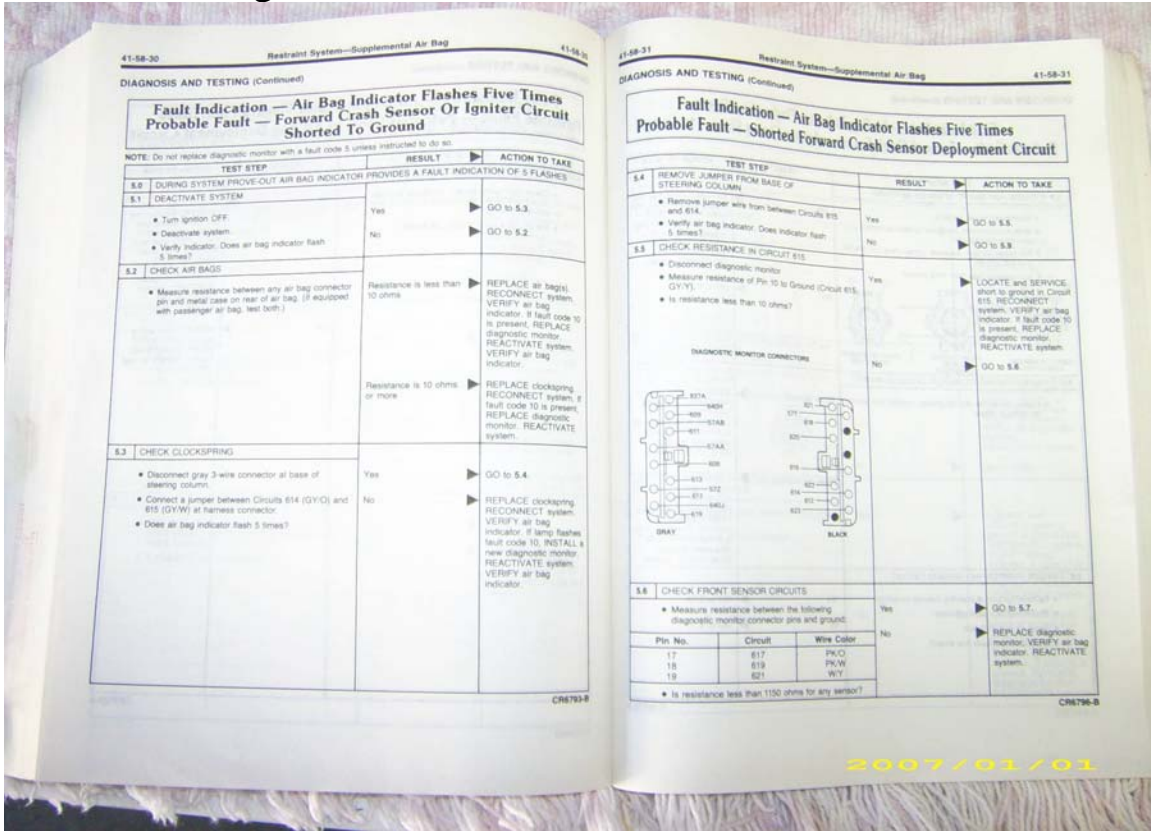 41-58-30
Restraint System—Supplemental Air Bag
41-58-30
DIAGNOSIS AND TESTING (Continued)
Fault Indication — Air Bag Indicator Flashes Five Times
Probable Fault — Forward Crash Sensor Or Igniter Circuit
Shorted To Ground
NOTE: Do not replace diagnostic monitor with a fault code 5 unless instructed to do so.
TEST STEP
RESULT
ACTION TO TAKE
5.0 DURING SYSTEM PROVE-OUT AIR BAG INDICATOR PROVIDES A FAULT INDICATION OF 5 FLASHES
5.1 DEACTIVATE SYSTEM
• Turn ignition OFF.
• Deactivate system.
• Verify Indicator. Does air bag indicator flash
5 times?
Yes
GO to 5.3.
No
GO to 5.2.
5.2 CHECK AIR BAGS
• Measure resistance between any air bag connector
pin and metal case on rear of air bag. (If equipped
with passenger air bag, test both.)
Resistance is less than
10 ohms
REPLACE air bag(s).
RECONNECT system,
VERIFY air bag
indicator. If fault code 10
is present, REPLACE
diagnostic monitor.
REACTIVATE system.
VERIFY air bag
indicator.
Resistance is 10 ohms
or more
REPLACE clockspring.
RECONNECT system, if
fault code 10 is present,
REPLACE diagnostic
monitor. REACTIVATE
system.
5.3 CHECK CLOCKSPRING
• Disconnect gray 3-wire connector at base of
steering column.
• Connect a jumper between Circuits 614 (GY/O) and
615 (GY/W) at harness connector.
• Does air bag indicator flash 5 times?
Yes
GO to 5.4.
No
REPLACE clockspring.
RECONNECT system.
VERIFY air bag
indicator. If lamp flashes
fault code 10, INSTALL a
new diagnostic monitor.
REACTIVATE system.
VERIFY air bag
indicator.
CR6793-B
41-58-31
Restraint System—Supplemental Air Bag
41-58-31
DIAGNOSIS AND TESTING (Continued)
Fault Indication — Air Bag Indicator Flashes Five Times
Probable Fault — Shorted Forward Crash Sensor Deployment Circuit
TEST STEP
RESULT
ACTION TO TAKE
5.4 REMOVE JUMPER FROM BASE OF
STEERING COLUMN
• Remove jumper wire from between Circuits 615
and 614.
• Verify air bag indicator. Does indicator flash
5 times?
Yes
GO to 5.5.
No
GO to 5.9
5.5 CHECK RESISTANCE IN CIRCUIT 615
• Disconnect diagnostic monitor.
• Measure resistance of Pin 10 to Ground (Circuit 615,
GY/Y).
• Is resistance less than 10 ohms?
Yes
LOCATE and SERVICE
short to ground in Circuit
615. RECONNECT
system, VERIFY air bag
indicator. If fault code 10
is present, REPLACE
diagnostic monitor.
REACTIVATE system.
No
GO to 5.6
DIAGNOSTIC MONITOR CONNECTORS
637A
640H
609
57AB
611
57AA
608
613
572
640J
619
GRAY
621
820
616
622
614
623
BLACK
5.6 CHECK FRONT SENSOR CIRCUITS
• Measure resistance between the following
diagnostic monitor connector pins and ground.
Pin No. Circuit Wire Color
17 617 PK/O
18 619 PK/W
19 621 W/Y
• Is resistance less than 1150 ohms for any sensor?
Yes
GO to 5.7.
No
REPLACE diagnostic
monitor, VERIFY air bag
indicator. REACTIVATE
system.
CR6796-B
2007/01/01